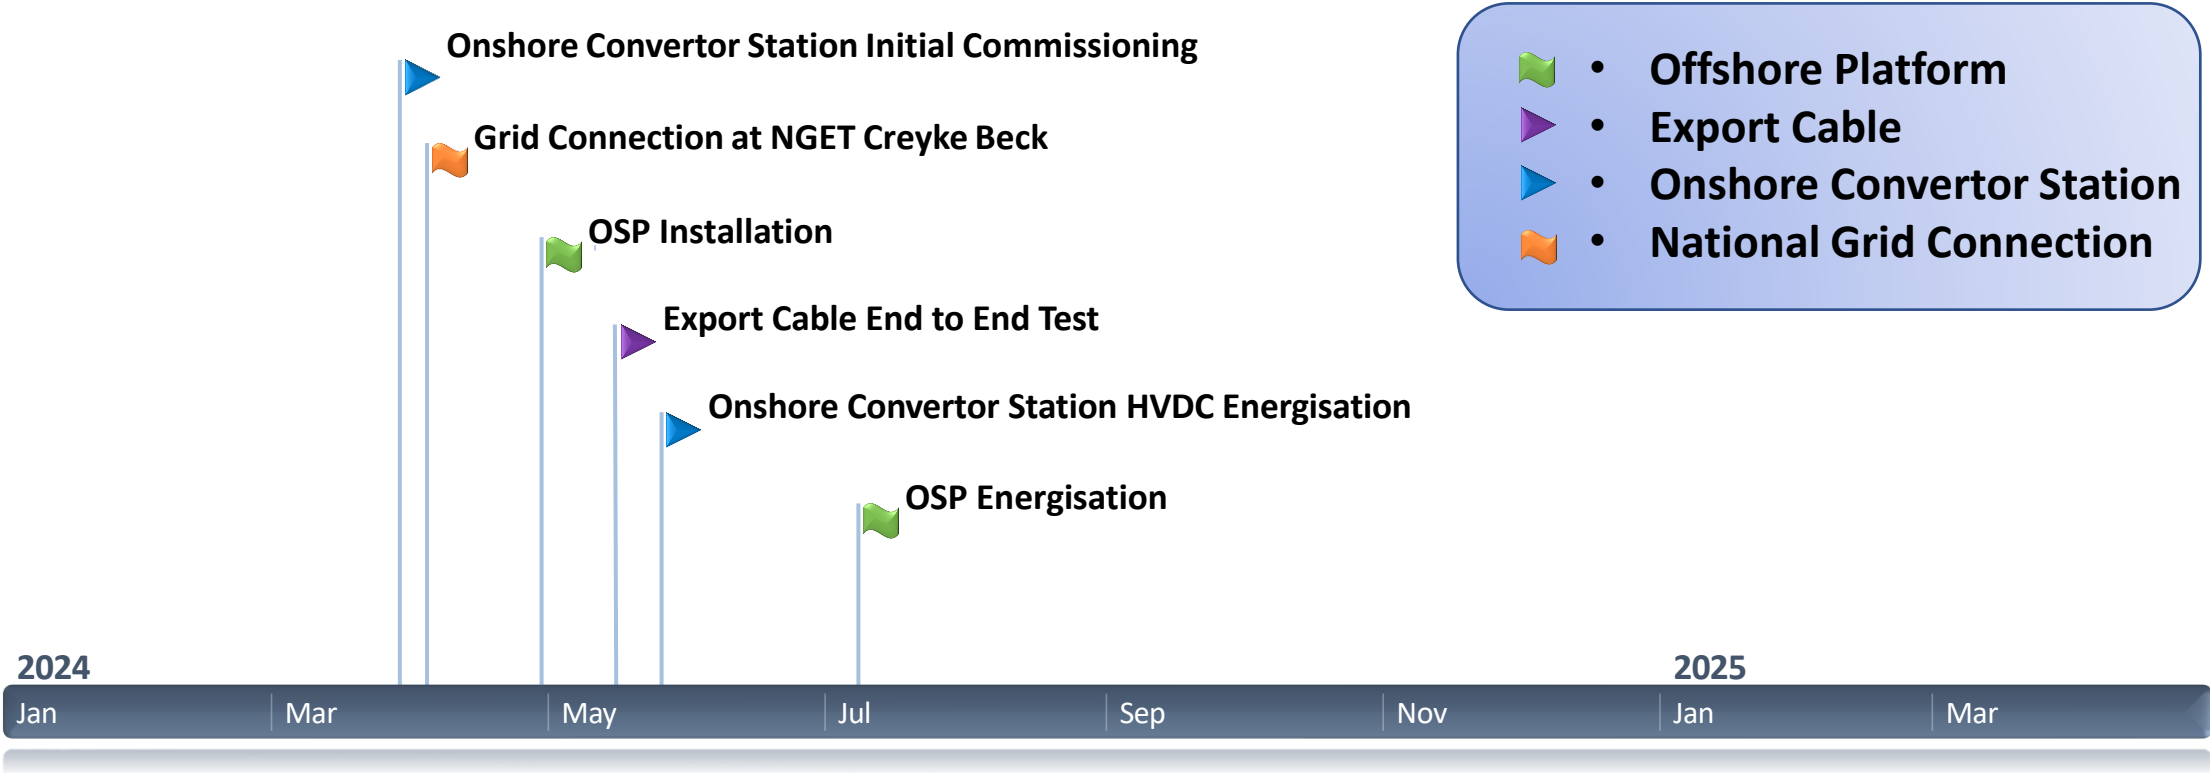 Onshore Convertor Station Initial Commissioning
Grid Connection at NGET Creyke Beck
OSP Installation
Export Cable End to End Test
Onshore Convertor Station HVDC Energisation
OSP Energisation
• Offshore Platform
• Export Cable
• Onshore Convertor Station
• National Grid Connection
2024 2025
Jan Mar May Jul Sep Nov Jan Mar